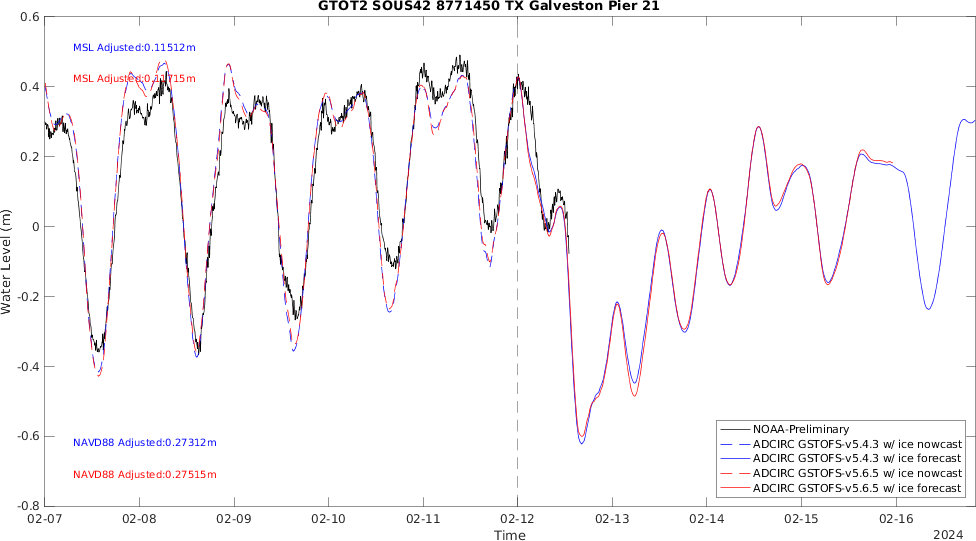 GTOT2 SOUS42 8771450 TX Galveston Pier 21
0.6
MSL Adjusted:0.11512m
MSL Adjusted:0.11715m
0.4
0.2
0
-0.2
-0.4
-0.6
-0.8
Water Level (m)
NAVD88 Adjusted:0.27312m
NAVD88 Adjusted:0.27515m
NOAA-Preliminary
ADCIRC GSTOFS-v5.4.3 w/ ice nowcast
ADCIRC GSTOFS-v5.4.3 w/ ice forecast
ADCIRC GSTOFS-v5.6.5 w/ ice nowcast
ADCIRC GSTOFS-v5.6.5 w/ ice forecast
02-07 02-08 02-09 02-10 02-11 02-12 02-13 02-14 02-15 02-16
Time
2024